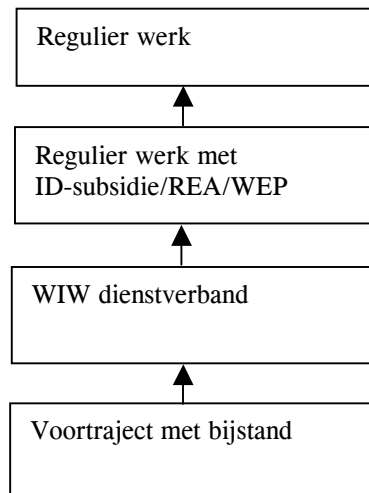 Regulier werk
Regulier werk met
ID-subsidie/REA/WEP
WIW dienstverband
Voortraject met bijstand